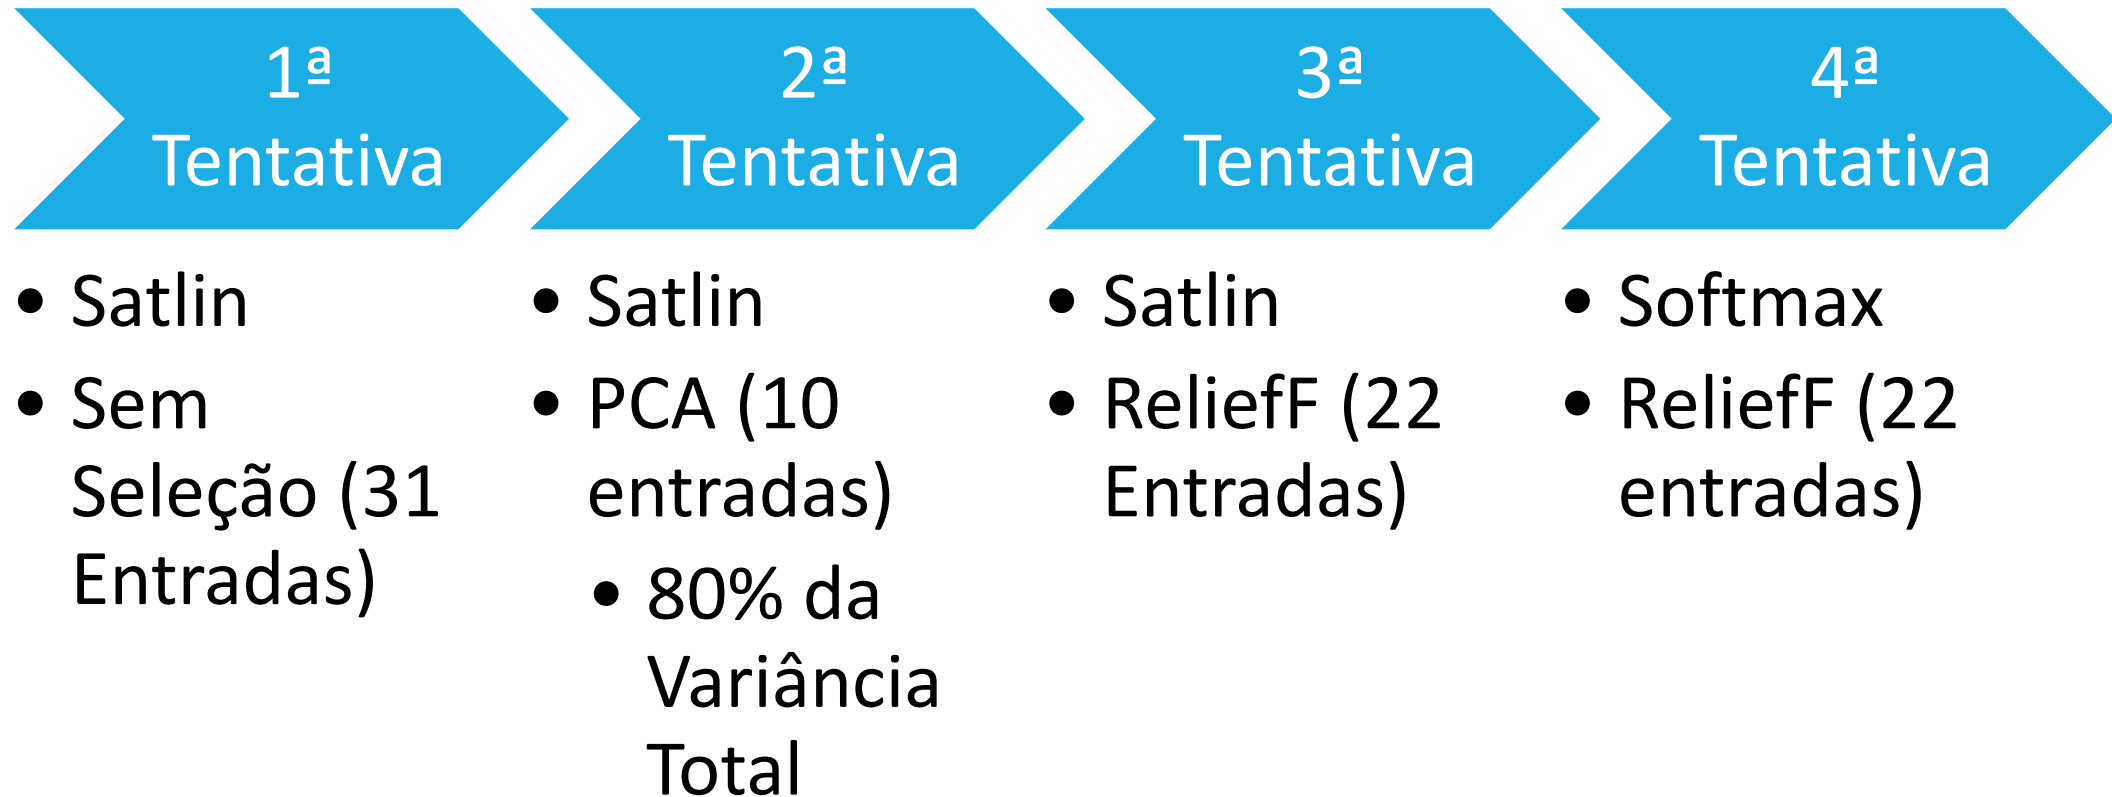 1ª
Tentativa
• Satlin
• Sem
Seleção (31
Entradas)
2ª
Tentativa
• Satlin
• PCA (10
entradas)
• 80% da
Variância
Total
3ª
Tentativa
• Satlin
• ReliefF (22
Entradas)
4ª
Tentativa
• Softmax
• ReliefF (22
entradas)